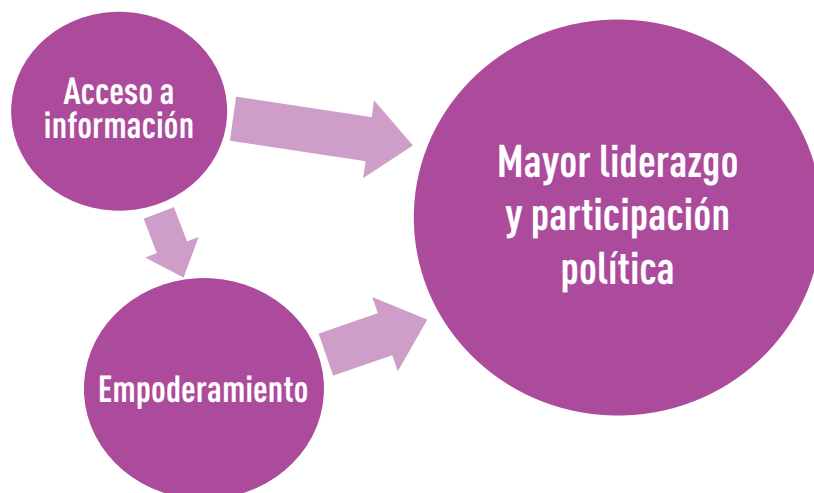 Acceso a
información
Mayor liderazgo
y participación
política
Empoderamiento